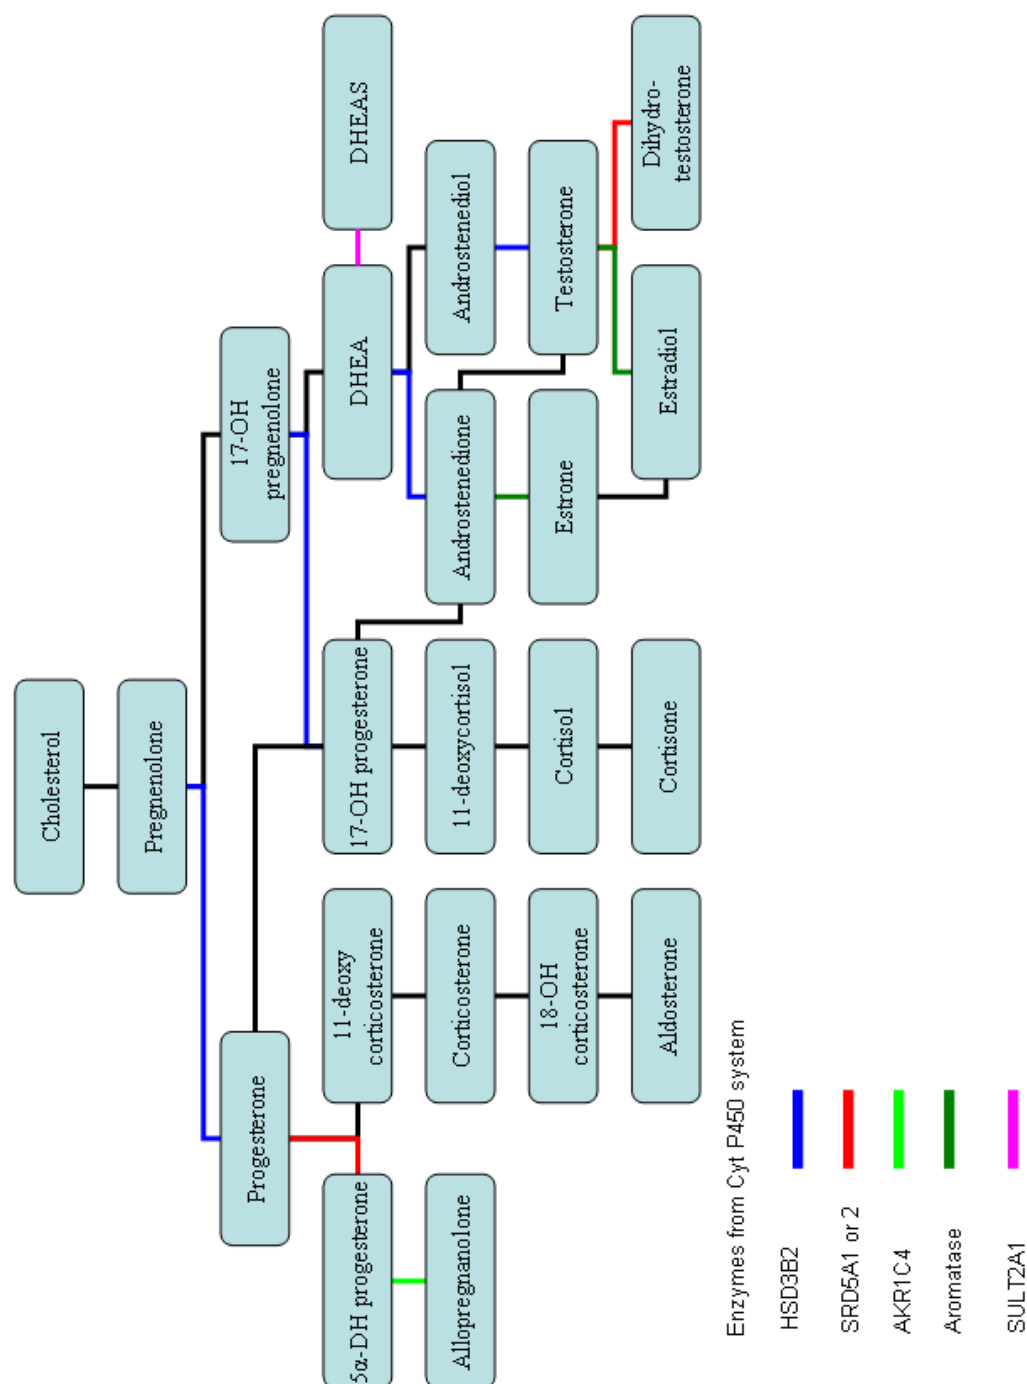 Cholesterol
Pregnenolone
Progesterone
17-OH
pregnenolone
5α-DH progesterone
11-deoxy
corticosterone
17-OH progesterone
DHEA
DHEAS
Allopregnanolone
Corticosterone
11-deoxycortisol
Androstenedione
Androstenediol
18-OH
corticosterone
Cortisol
Estrone
Testosterone
Aldosterone
Cortisone
Estradiol
Dihydro-
testosterone
Enzymes from Cyt P450 system
HSD3B2
SRD5A1 or 2
AKR1C4
Aromatase
SULT2A1